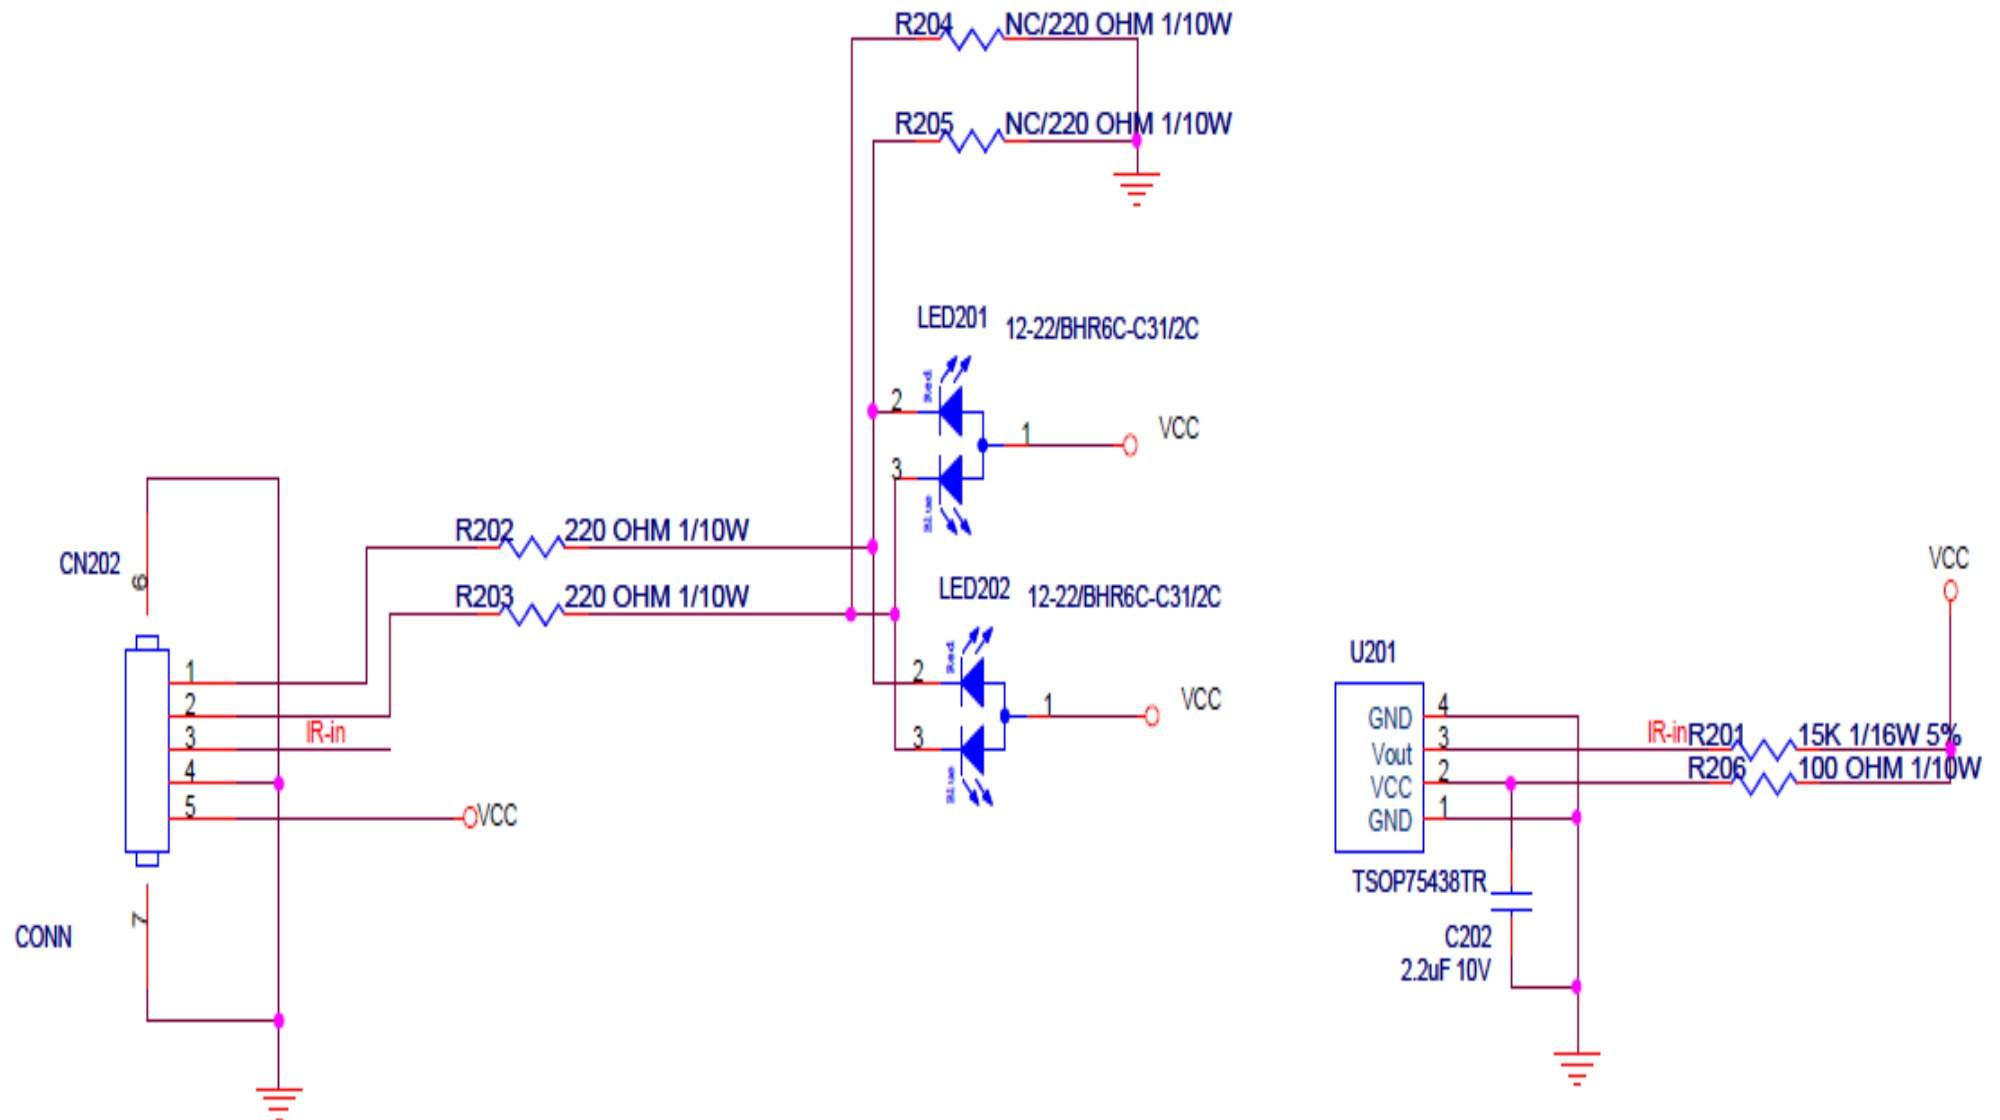 R204 NC/220 OHM 1/10W
R205 NC/220 OHM 1/10W
LED201 12-22/BHR6C-C31/2C
Red
2
1 VCC
3
Blue
R202 220 OHM 1/10W
CN202
6
R203 220 OHM 1/10W
LED202 12-22/BHR6C-C31/2C
Red
2
1 VCC
3
Blue
1
2
3 IR-in
4
5 VCC
7
CONN
VCC
U201
GND 4
Vout 3 IR-in R201 15K 1/16W 5%
VCC 2 R206 100 OHM 1/10W
GND 1
TSOP75438TR
C202
2.2uF 10V